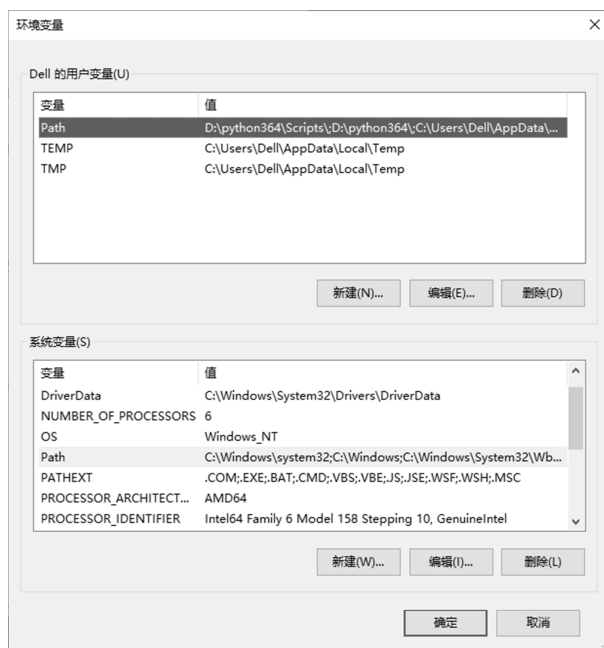 环境变量
Dell 的用户变量(U)
变量 值
Path D:\python364\Scripts\;D:\python364\;C:\Users\Dell\AppData\...
TEMP C:\Users\Dell\AppData\Local\Temp
TMP C:\Users\Dell\AppData\Local\Temp
新建(N)... 编辑(E)... 删除(D)
系统变量(S)
变量 值
DriverData C:\Windows\System32\Drivers\DriverData
NUMBER_OF_PROCESSORS 6
OS Windows_NT
Path C:\Windows\system32;C:\Windows;C:\Windows\System32\Wb...
PATHEXT .COM;.EXE;.BAT;.CMD;.VBS;.VBE;.JS;.JSE;.WSF;.WSH;.MSC
PROCESSOR_ARCHITECT... AMD64
PROCESSOR_IDENTIFIER Intel64 Family 6 Model 158 Stepping 10, GenuineIntel
新建(W)... 编辑(I)... 删除(L)
确定 取消